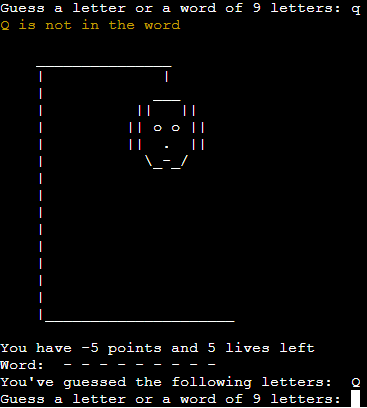 Guess a letter or a word of 9 letters: q
Q is not in the word
You have -5 points and 5 lives left
Word:  - - - - - - - - -
You've guessed the following letters:  Q
Guess a letter or a word of 9 letters: